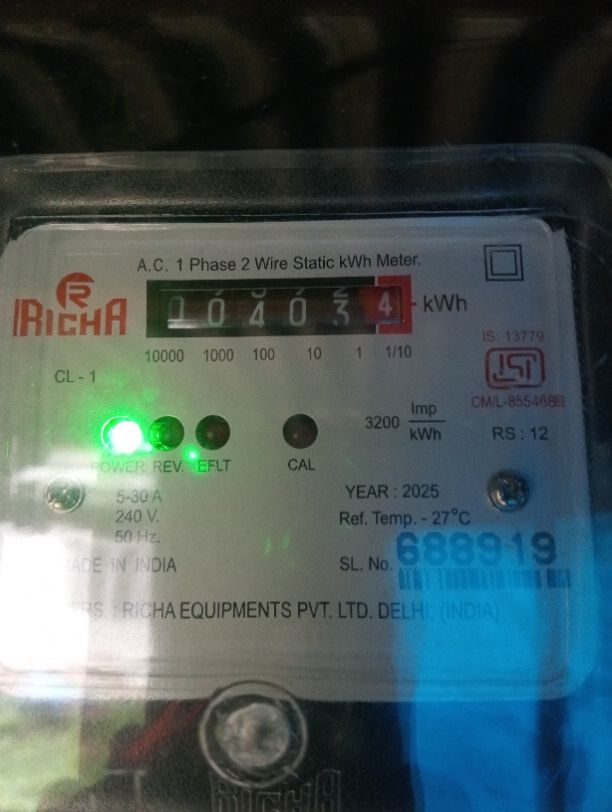 A.C. 1 Phase 2 Wire Static kWh Meter.
R
RICHA
0 0 4 0 3 4 kWh
10000 1000 100 10 1 1/10
IS: 13779
ISI
CM/L-8554689
CL - 1
3200 Imp/kWh
RS : 12
POWER REV. EFLT CAL
5-30 A
240 V.
50 Hz.
YEAR : 2025
Ref. Temp. - 27°C
MADE IN INDIA
SL. No. 688919
RICHA EQUIPMENTS PVT. LTD. DELHI. (INDIA)
RICHA